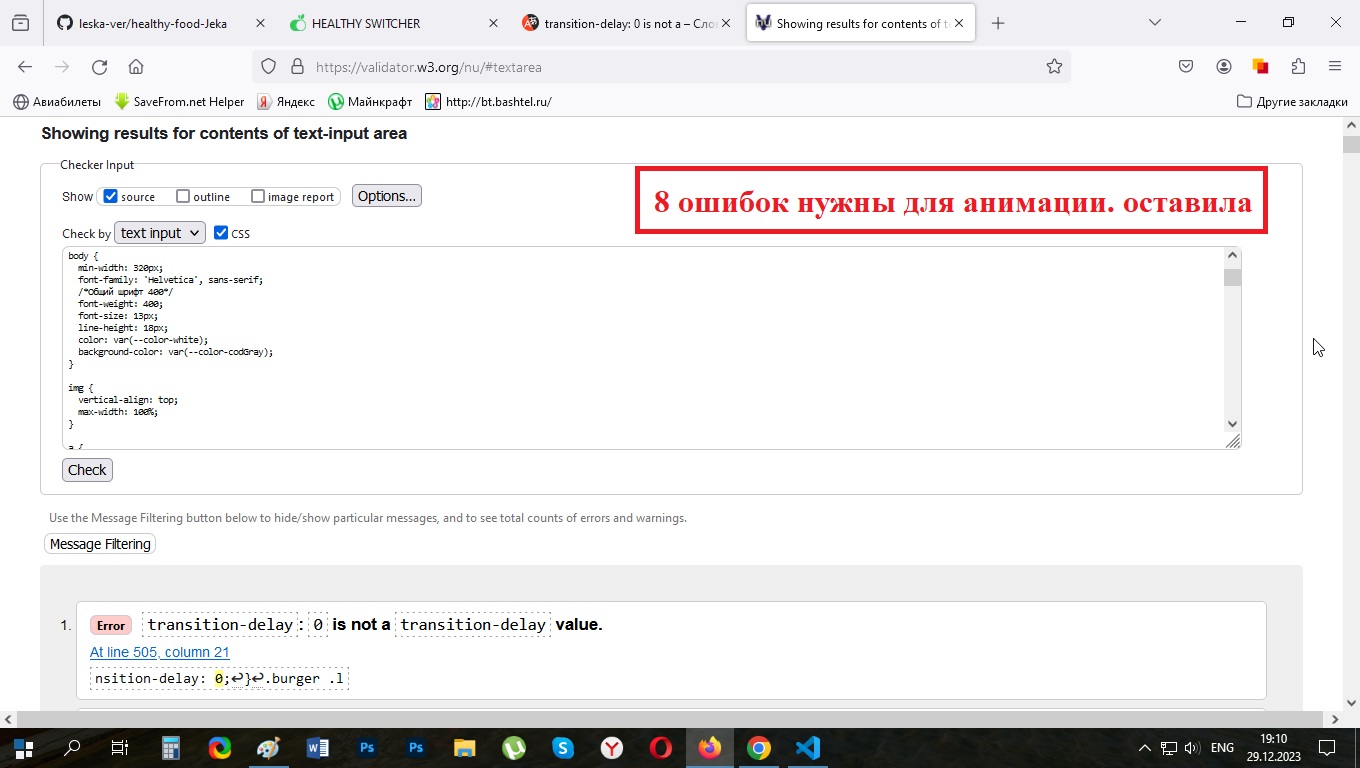 leska-ver/healthy-food-Jeka
HEALTHY SWITCHER
transition-delay: 0 is not a – Слов
Showing results for contents of te
https://validator.w3.org/nu/#textarea
Авиабилеты
SaveFrom.net Helper
Яндекс
Майнкрафт
http://bt.bashtel.ru/
Другие закладки
Showing results for contents of text-input area
Checker Input
8 ошибок нужны для анимации. оставила
Show source outline image report Options...
Check by text input CSS
body {
min-width: 320px;
font-family: 'Helvetica', sans-serif;
/*Общий шрифт 400*/
font-weight: 400;
font-size: 13px;
line-height: 18px;
color: var(--color-white);
background-color: var(--color-codGray);
}
img {
vertical-align: top;
max-width: 100%;
}
a {
Check
Use the Message Filtering button below to hide/show particular messages, and to see total counts of errors and warnings.
Message Filtering
1. Error transition-delay: 0 is not a transition-delay value.
At line 505, column 21
nsition-delay: 0;↩}↩.burger .l
ENG
19:10
29.12.2023